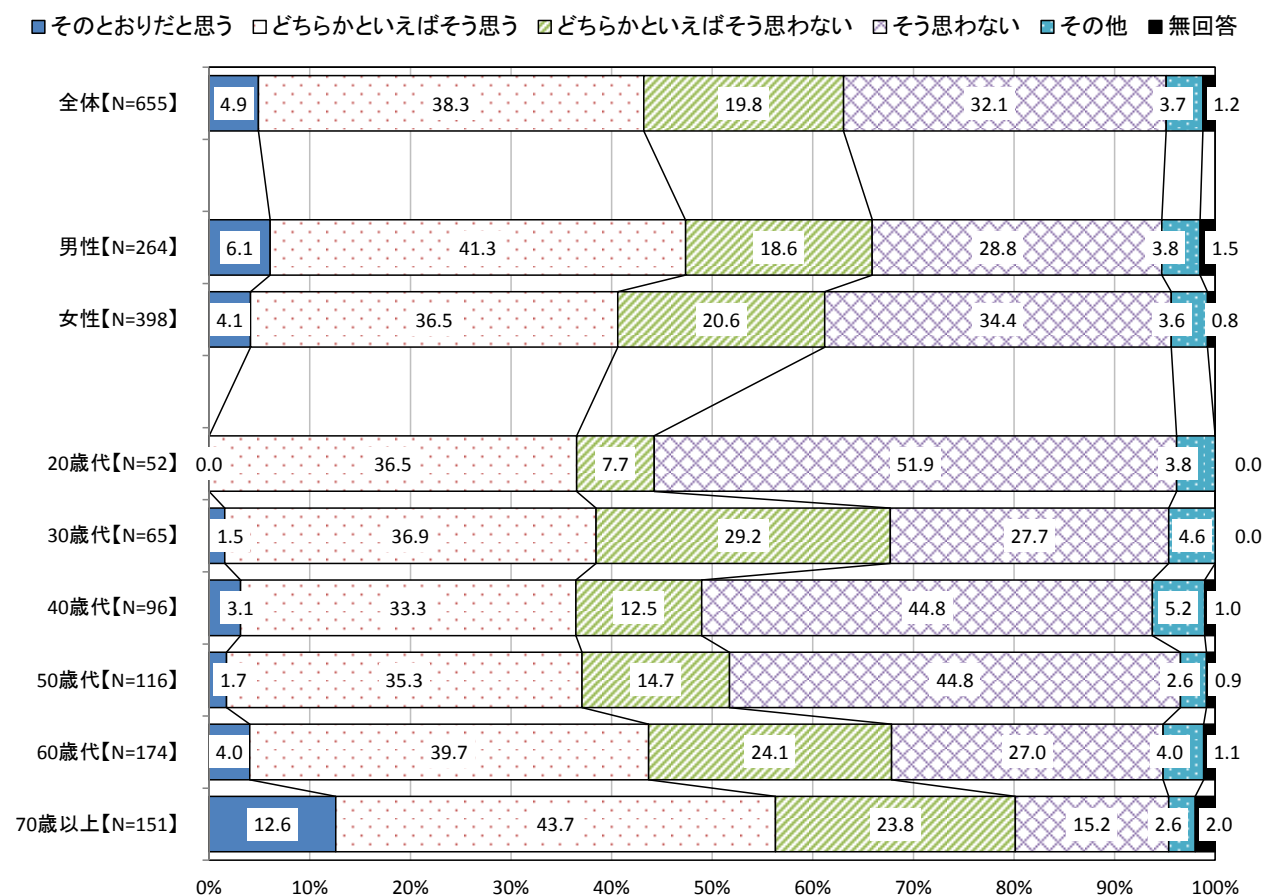 ■そのとおりだと思う □どちらかといえばそう思う ■どちらかといえばそう思わない □そう思わない ■その他 ■無回答
全体【N=655】 4.9 38.3 19.8 32.1 3.7 1.2
男性【N=264】 6.1 41.3 18.6 28.8 3.8 1.5
女性【N=398】 4.1 36.5 20.6 34.4 3.6 0.8
20歳代【N=52】 0.0 36.5 7.7 51.9 3.8 0.0
30歳代【N=65】 1.5 36.9 29.2 27.7 4.6 0.0
40歳代【N=96】 3.1 33.3 12.5 44.8 5.2 1.0
50歳代【N=116】 1.7 35.3 14.7 44.8 2.6 0.9
60歳代【N=174】 4.0 39.7 24.1 27.0 4.0 1.1
70歳以上【N=151】 12.6 43.7 23.8 15.2 2.6 2.0
0% 10% 20% 30% 40% 50% 60% 70% 80% 90% 100%